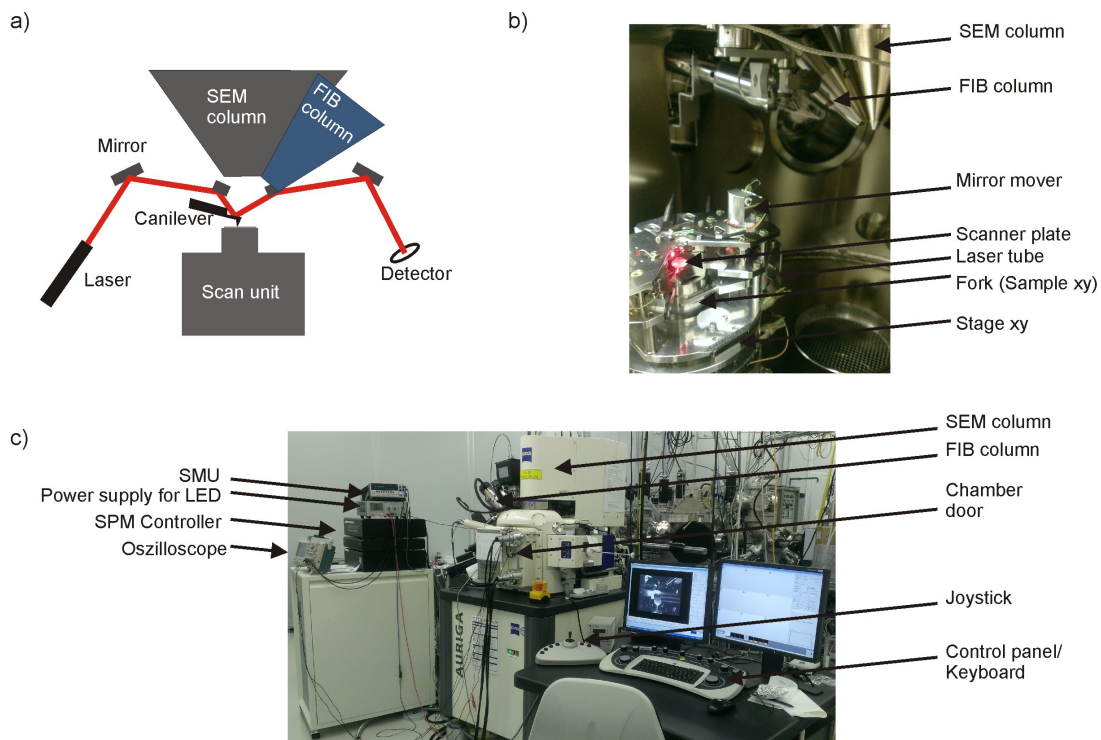 a)
SEM
column
FIB
column
Mirror
Canilever
Laser
Scan unit
Detector
b)
SEM column
FIB column
Mirror mover
Scanner plate
Laser tube
Fork (Sample xy)
Stage xy
c)
SMU
Power supply for LED
SPM Controller
Oszilloscope
SEM column
FIB column
Chamber
door
Joystick
Control panel/
Keyboard
AURIGA